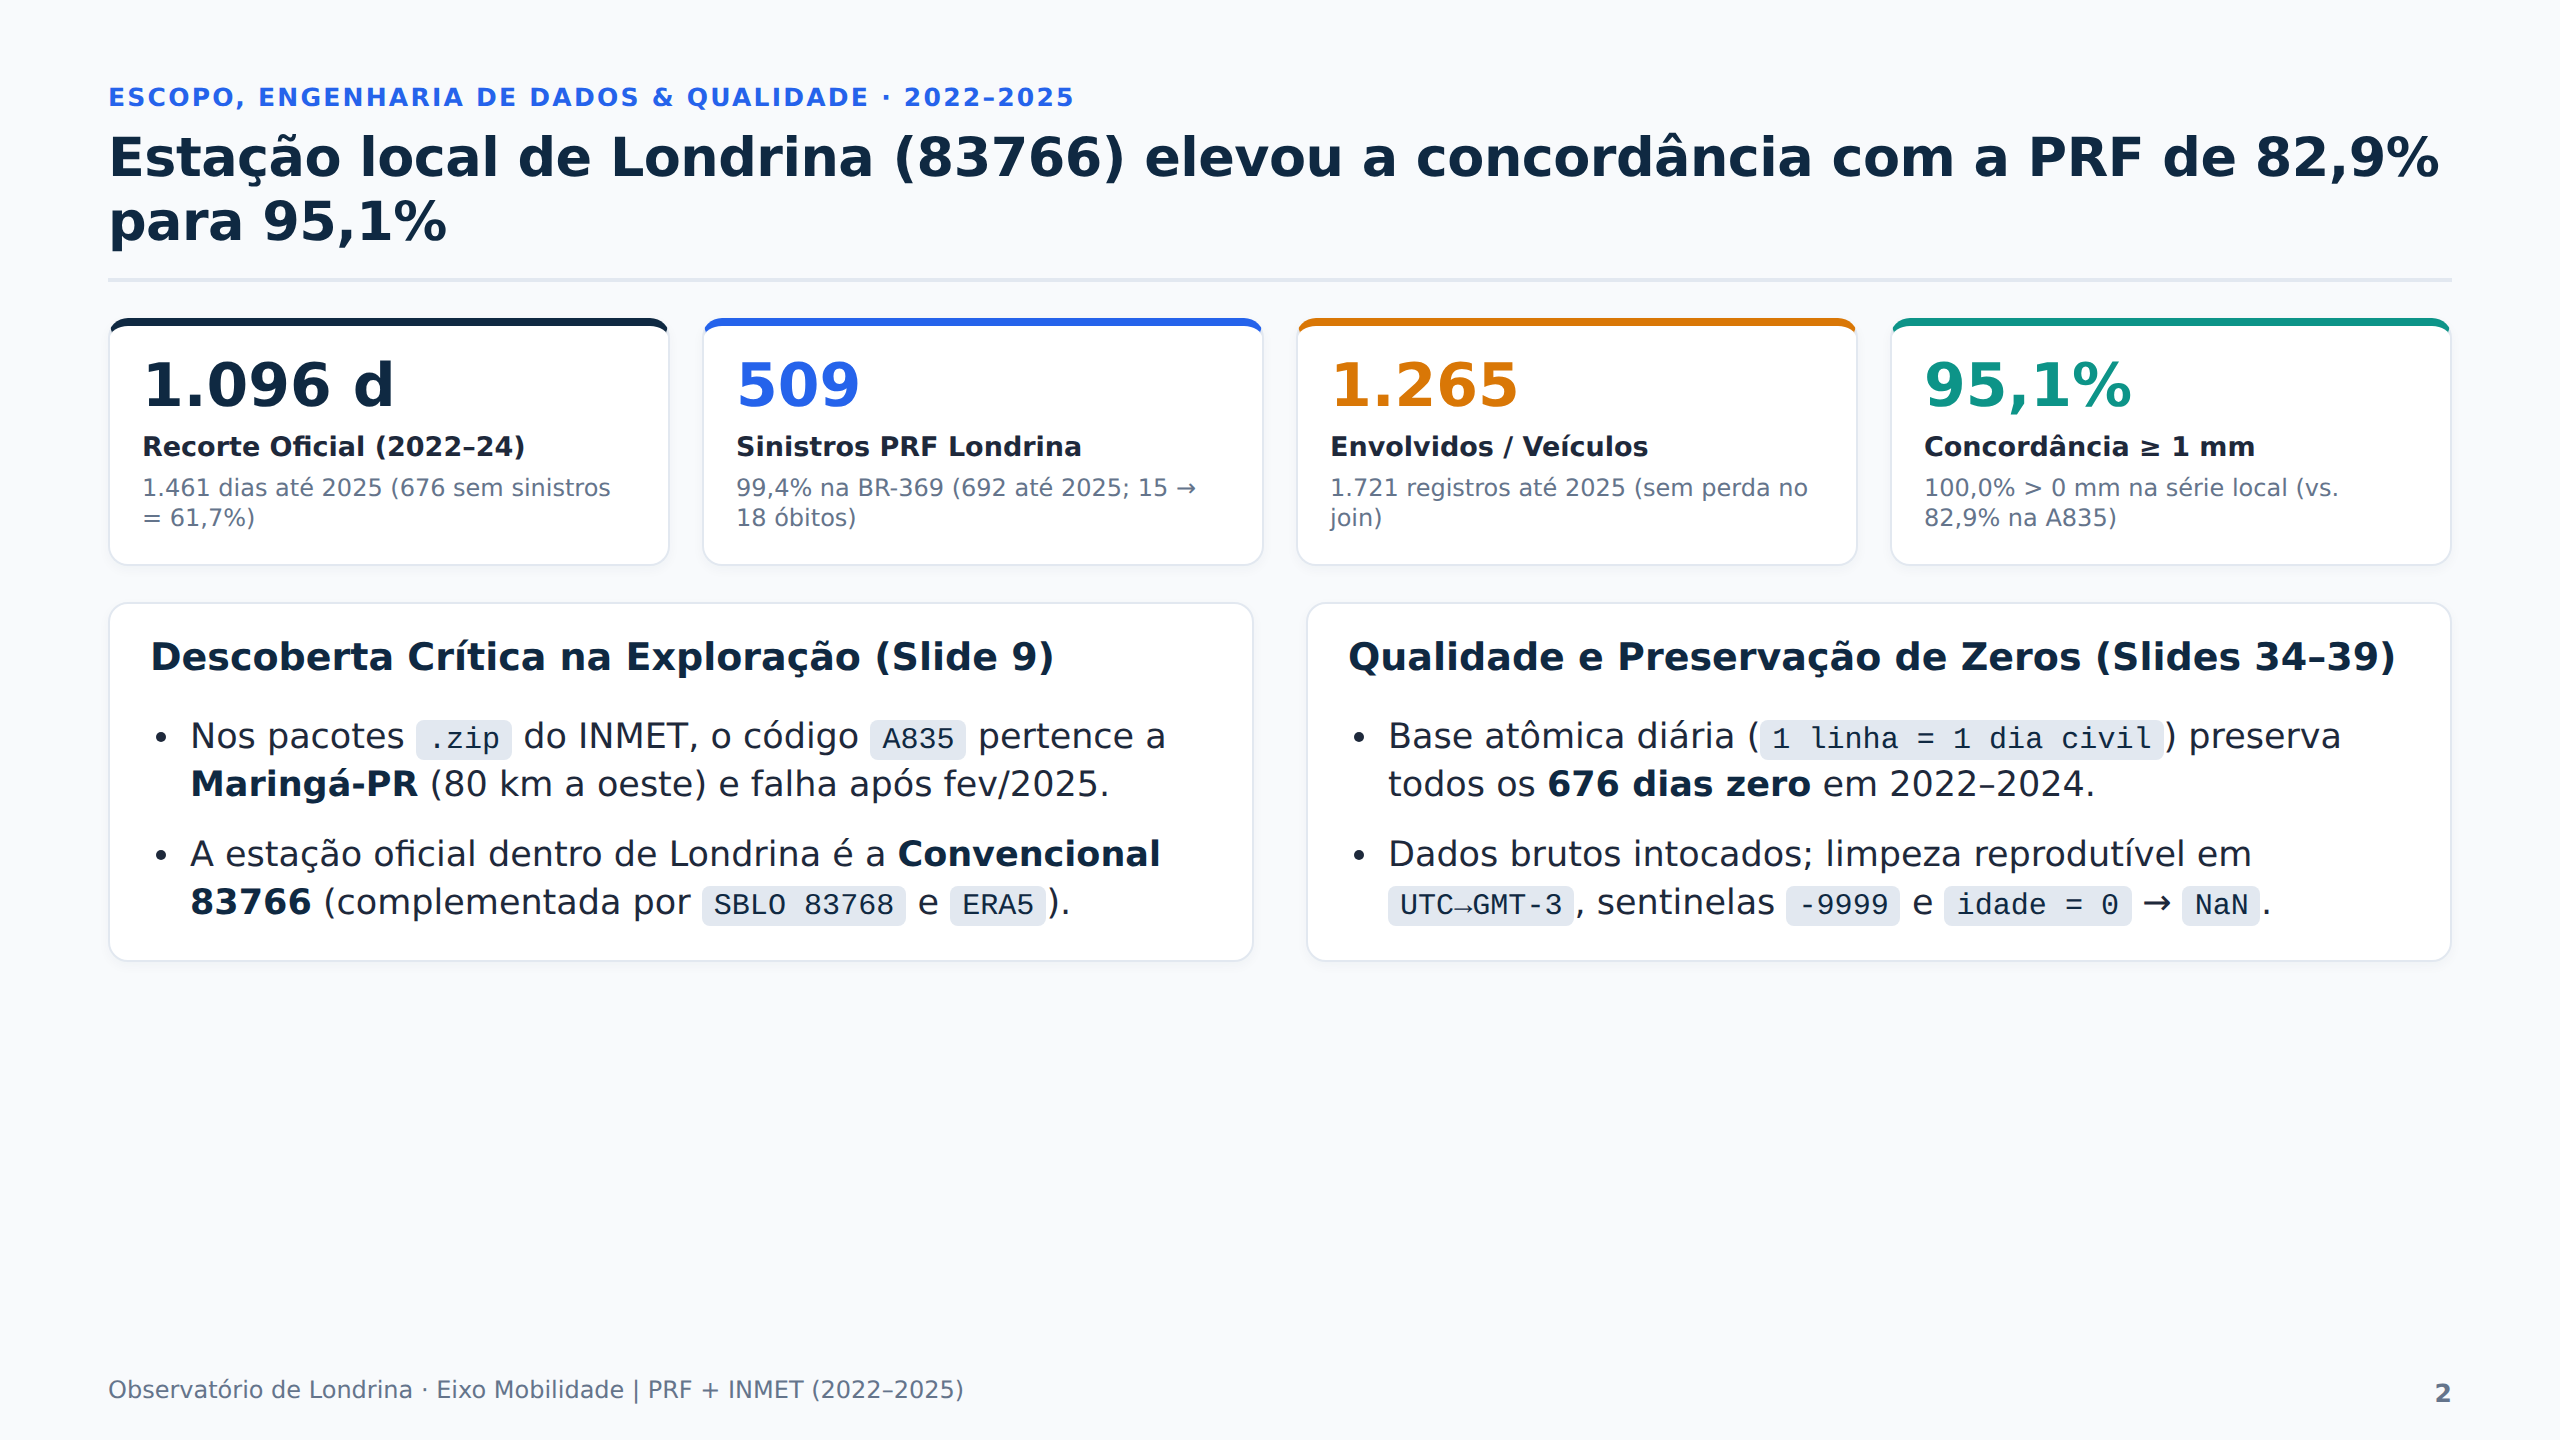 ESCOPO, ENGENHARIA DE DADOS & QUALIDADE · 2022–2025
Estação local de Londrina (83766) elevou a concordância com a PRF de 82,9%
para 95,1%
1.096 d
Recorte Oficial (2022–24)
1.461 dias até 2025 (676 sem sinistros
= 61,7%)
509
Sinistros PRF Londrina
99,4% na BR-369 (692 até 2025; 15 →
18 óbitos)
1.265
Envolvidos / Veículos
1.721 registros até 2025 (sem perda no
join)
95,1%
Concordância ≥ 1 mm
100,0% > 0 mm na série local (vs.
82,9% na A835)
Descoberta Crítica na Exploração (Slide 9)
• Nos pacotes .zip do INMET, o código A835 pertence a
Maringá-PR (80 km a oeste) e falha após fev/2025.
• A estação oficial dentro de Londrina é a Convencional
83766 (complementada por SBLO 83768 e ERA5).
Qualidade e Preservação de Zeros (Slides 34–39)
• Base atômica diária (1 linha = 1 dia civil) preserva
todos os 676 dias zero em 2022–2024.
• Dados brutos intocados; limpeza reprodutível em
UTC→GMT-3, sentinelas -9999 e idade = 0 → NaN.
Observatório de Londrina · Eixo Mobilidade | PRF + INMET (2022–2025)
2